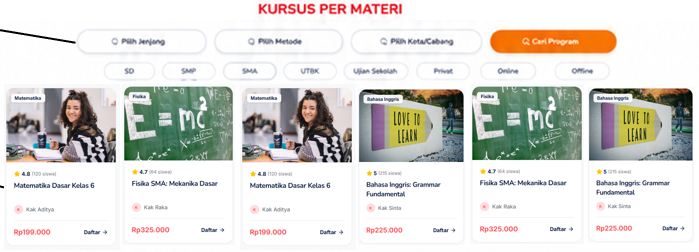 KURSUS PER MATERI
Pilih Jenjang
Pilih Metode
Pilih Kota/Cabang
Cari Program
SD
SMP
SMA
UTBK
Ujian Sekolah
Privat
Online
Offline
Matematika
4.8 (120 siswa)
Matematika Dasar Kelas 6
Kak Aditya
Rp199.000
Daftar →
Fisika
E=mc²
4.7 (64 siswa)
Fisika SMA: Mekanika Dasar
Kak Raka
Rp325.000
Daftar →
Matematika
4.8 (120 siswa)
Matematika Dasar Kelas 6
Kak Aditya
Rp199.000
Daftar →
Bahasa Inggris
LOVE TO
LEARN
5 (215 siswa)
Bahasa Inggris: Grammar
Fundamental
Kak Sinta
Rp225.000
Daftar →
Fisika
E=mc²
4.7 (64 siswa)
Fisika SMA: Mekanika Dasar
Kak Raka
Rp325.000
Daftar →
Bahasa Inggris
LOVE TO
LEARN
5 (215 siswa)
Bahasa Inggris: Grammar
Fundamental
Kak Sinta
Rp225.000
Daftar →